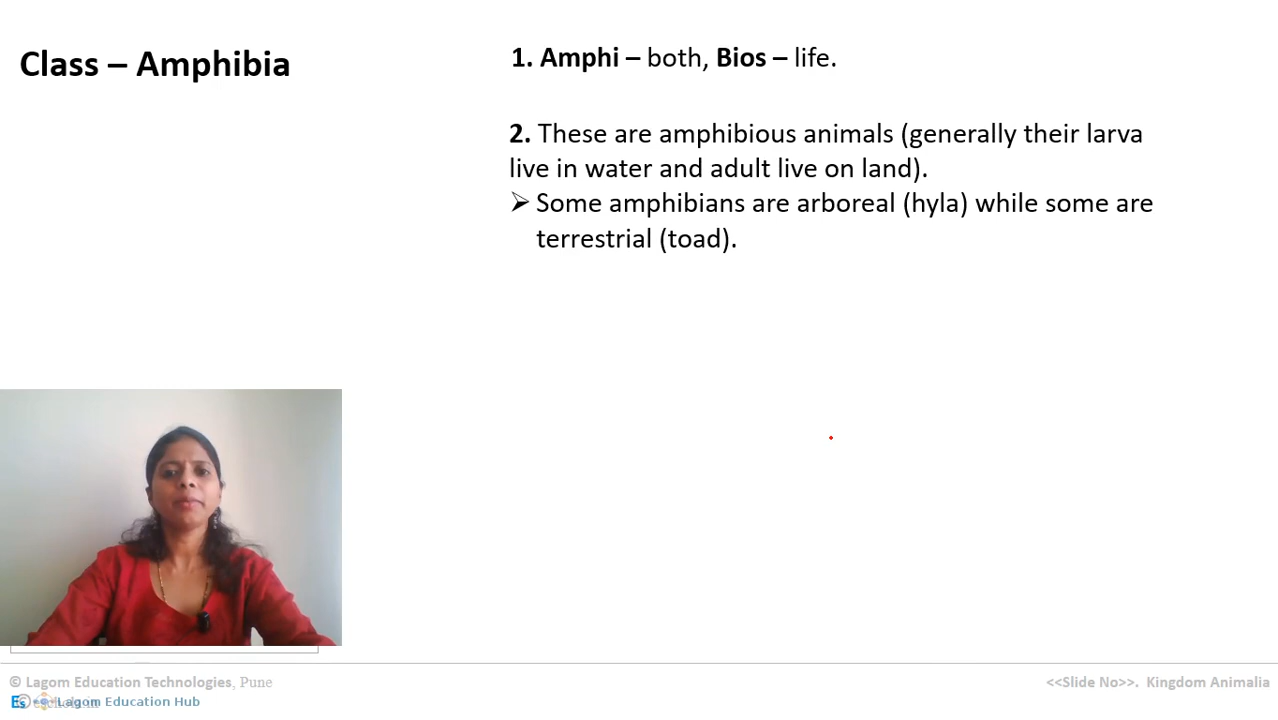 Class – Amphibia
1. Amphi – both, Bios – life.
2. These are amphibious animals (generally their larva
live in water and adult live on land).
➢ Some amphibians are arboreal (hyla) while some are
terrestrial (toad).
© Lagom Education Technologies, Pune
<<Slide No>>. Kingdom Animalia
Lagom Education Hub